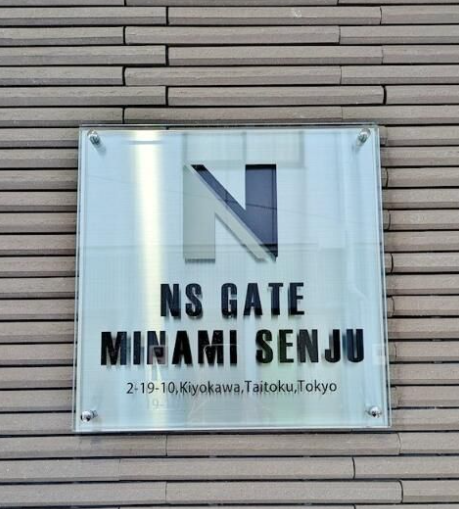 N
NS GATE
MINAMI SENJU
2-19-10,Kiyokawa,Taitoku,Tokyo